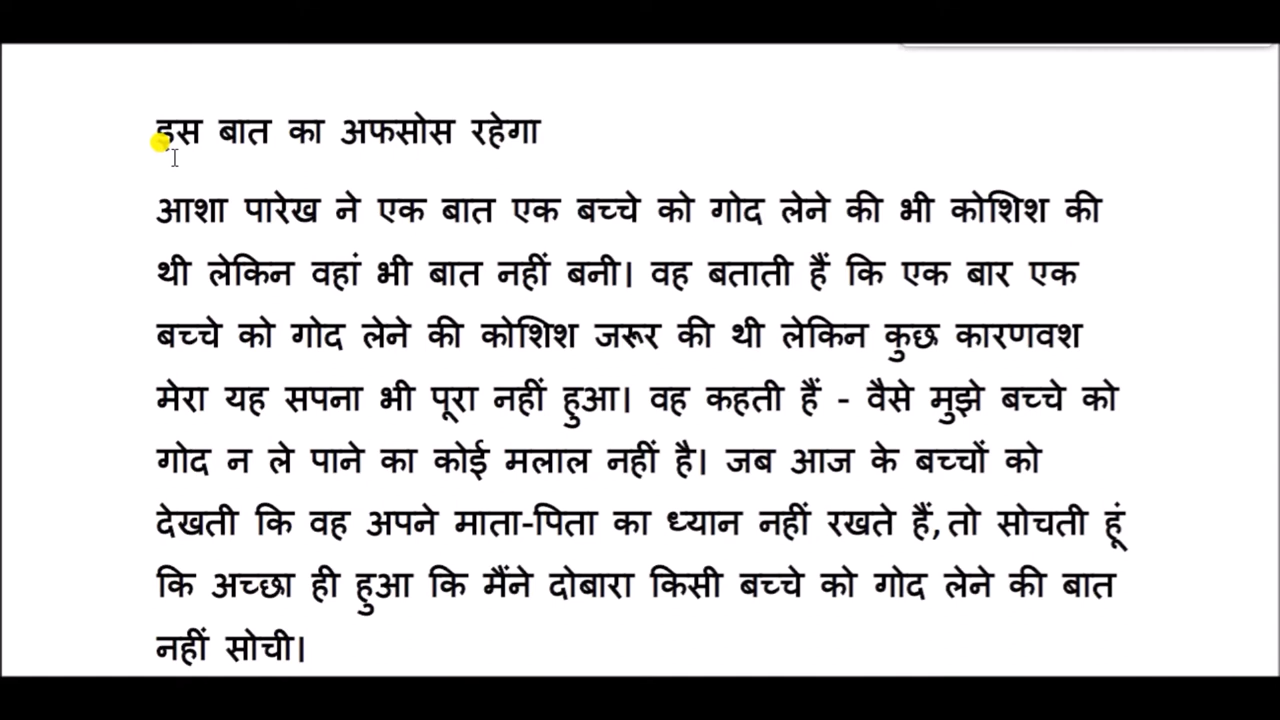 इस बात का अफसोस रहेगा
आशा पारेख ने एक बात एक बच्चे को गोद लेने की भी कोशिश की
थी लेकिन वहां भी बात नहीं बनी। वह बताती हैं कि एक बार एक
बच्चे को गोद लेने की कोशिश जरूर की थी लेकिन कुछ कारणवश
मेरा यह सपना भी पूरा नहीं हुआ। वह कहती हैं - वैसे मुझे बच्चे को
गोद न ले पाने का कोई मलाल नहीं है। जब आज के बच्चों को
देखती कि वह अपने माता-पिता का ध्यान नहीं रखते हैं, तो सोचती हूं
कि अच्छा ही हुआ कि मैंने दोबारा किसी बच्चे को गोद लेने की बात
नहीं सोची।